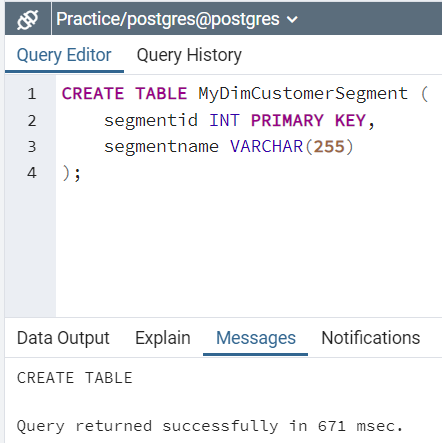 Practice/postgres@postgres
Query Editor Query History
1 CREATE TABLE MyDimCustomerSegment (
2 segmentid INT PRIMARY KEY,
3 segmentname VARCHAR(255)
4 );
Data Output Explain Messages Notifications
CREATE TABLE
Query returned successfully in 671 msec.